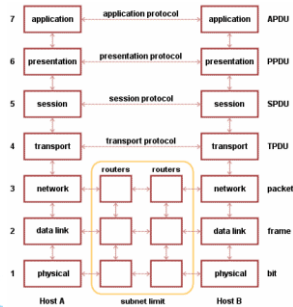 7 application application protocol application APDU
6 presentation presentation protocol presentation PPDU
5 session session protocol session SPDU
4 transport transport protocol transport TPDU
routers routers
3 network network packet
2 data link data link frame
1 physical physical bit
Host A subnet limit Host B